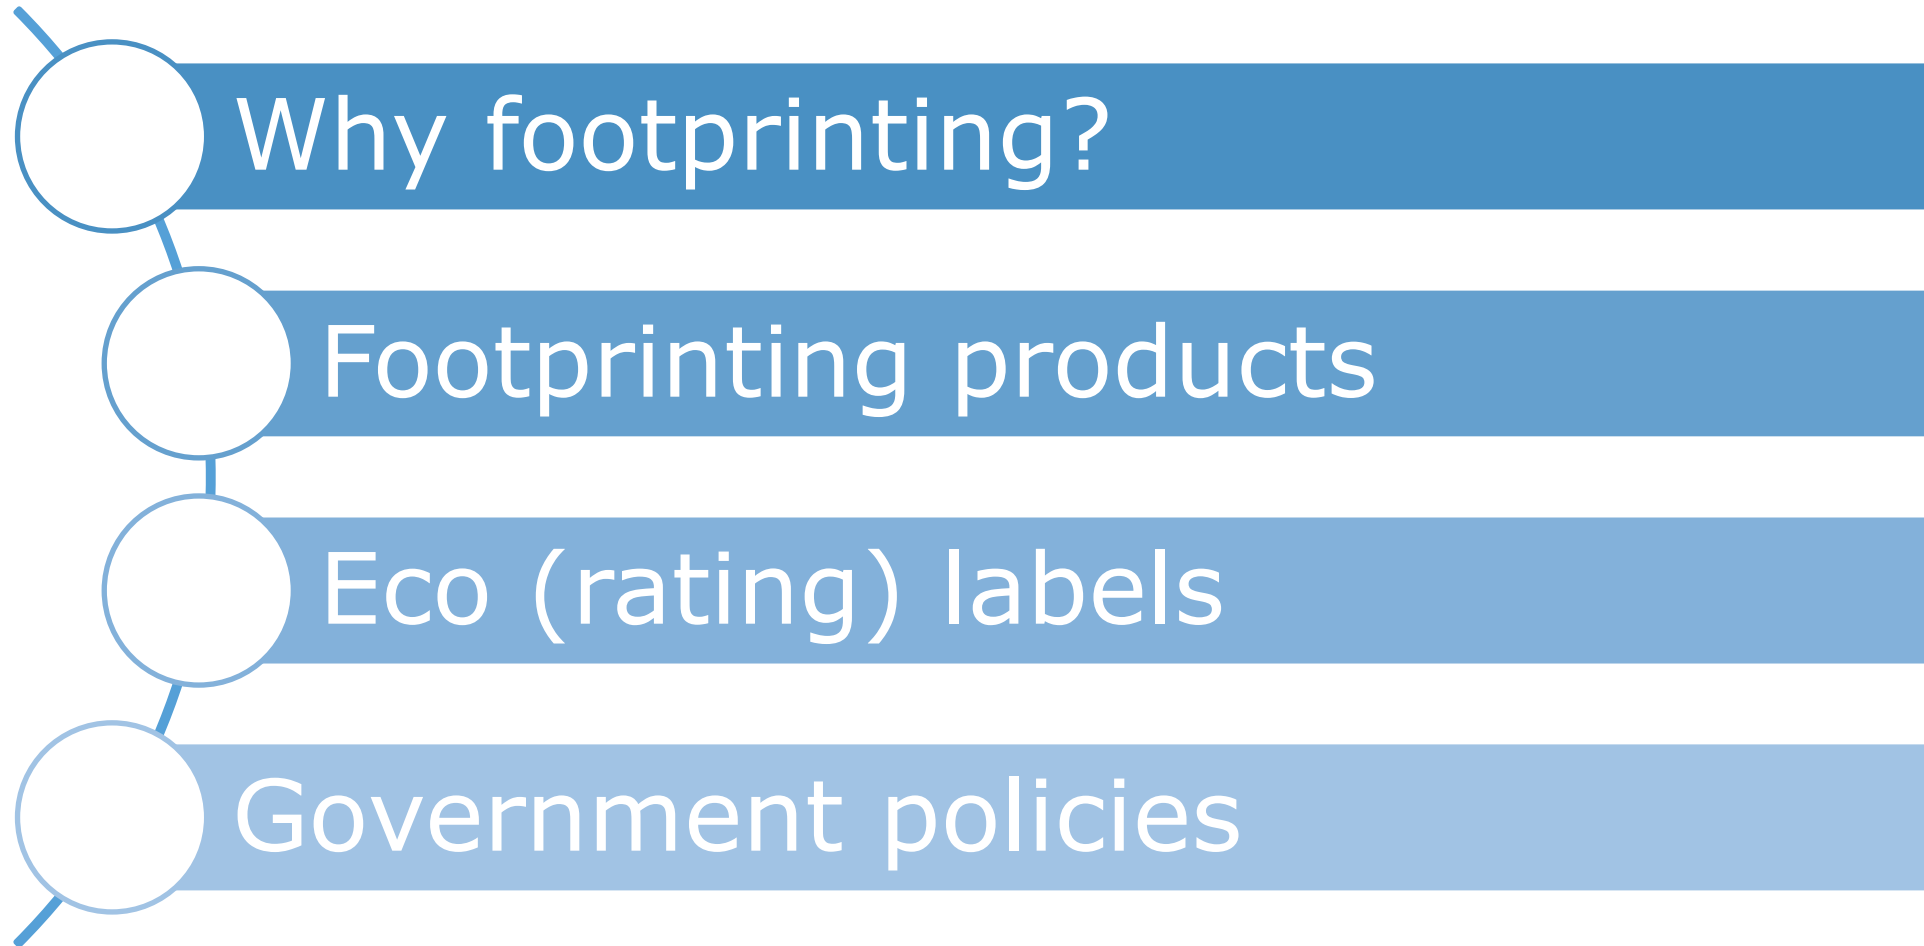 Why footprinting?
Footprinting products
Eco (rating) labels
Government policies